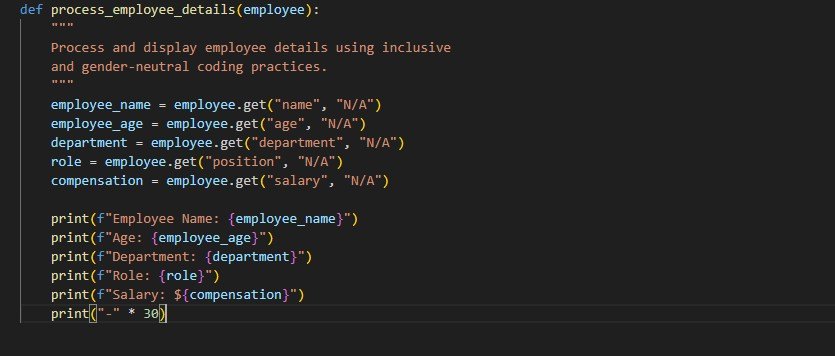 def process_employee_details(employee):
    """
    Process and display employee details using inclusive
    and gender-neutral coding practices.
    """
    employee_name = employee.get("name", "N/A")
    employee_age = employee.get("age", "N/A")
    department = employee.get("department", "N/A")
    role = employee.get("position", "N/A")
    compensation = employee.get("salary", "N/A")

    print(f"Employee Name: {employee_name}")
    print(f"Age: {employee_age}")
    print(f"Department: {department}")
    print(f"Role: {role}")
    print(f"Salary: ${compensation}")
    print("-" * 30)